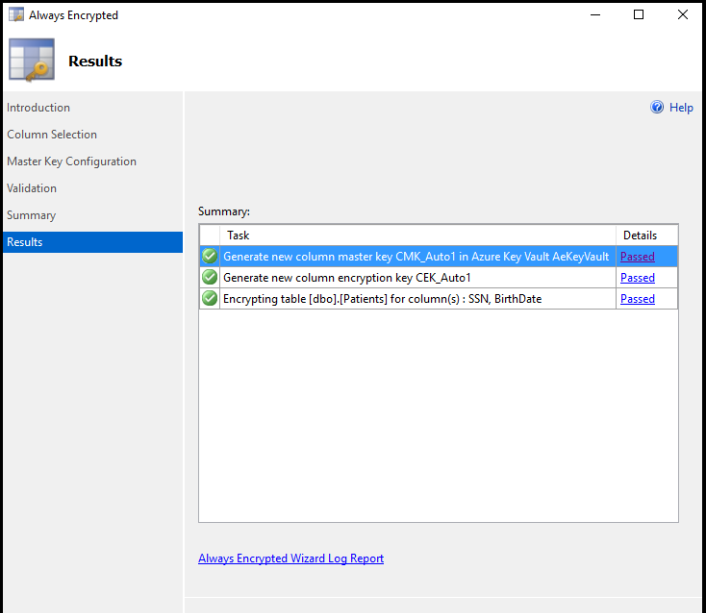 Always Encrypted
Results
Introduction
Column Selection
Master Key Configuration
Validation
Summary
Results
Help
Summary:
Task Details
Generate new column master key CMK_Auto1 in Azure Key Vault AeKeyVault Passed
Generate new column encryption key CEK_Auto1 Passed
Encrypting table [dbo].[Patients] for column(s) : SSN, BirthDate Passed
Always Encrypted Wizard Log Report